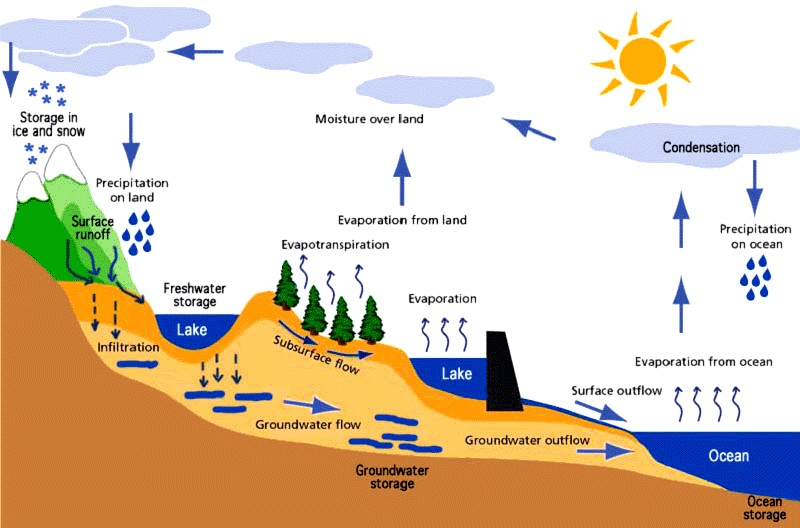 Storage in
ice and snow
Precipitation
on land
Surface
runoff
Infiltration
Freshwater
storage
Lake
Moisture over land
Evaporation from land
Evapotranspiration
Subsurface flow
Evaporation
Lake
Groundwater flow
Groundwater
storage
Groundwater outflow
Surface outflow
Condensation
Precipitation
on ocean
Evaporation from ocean
Ocean
Ocean
storage